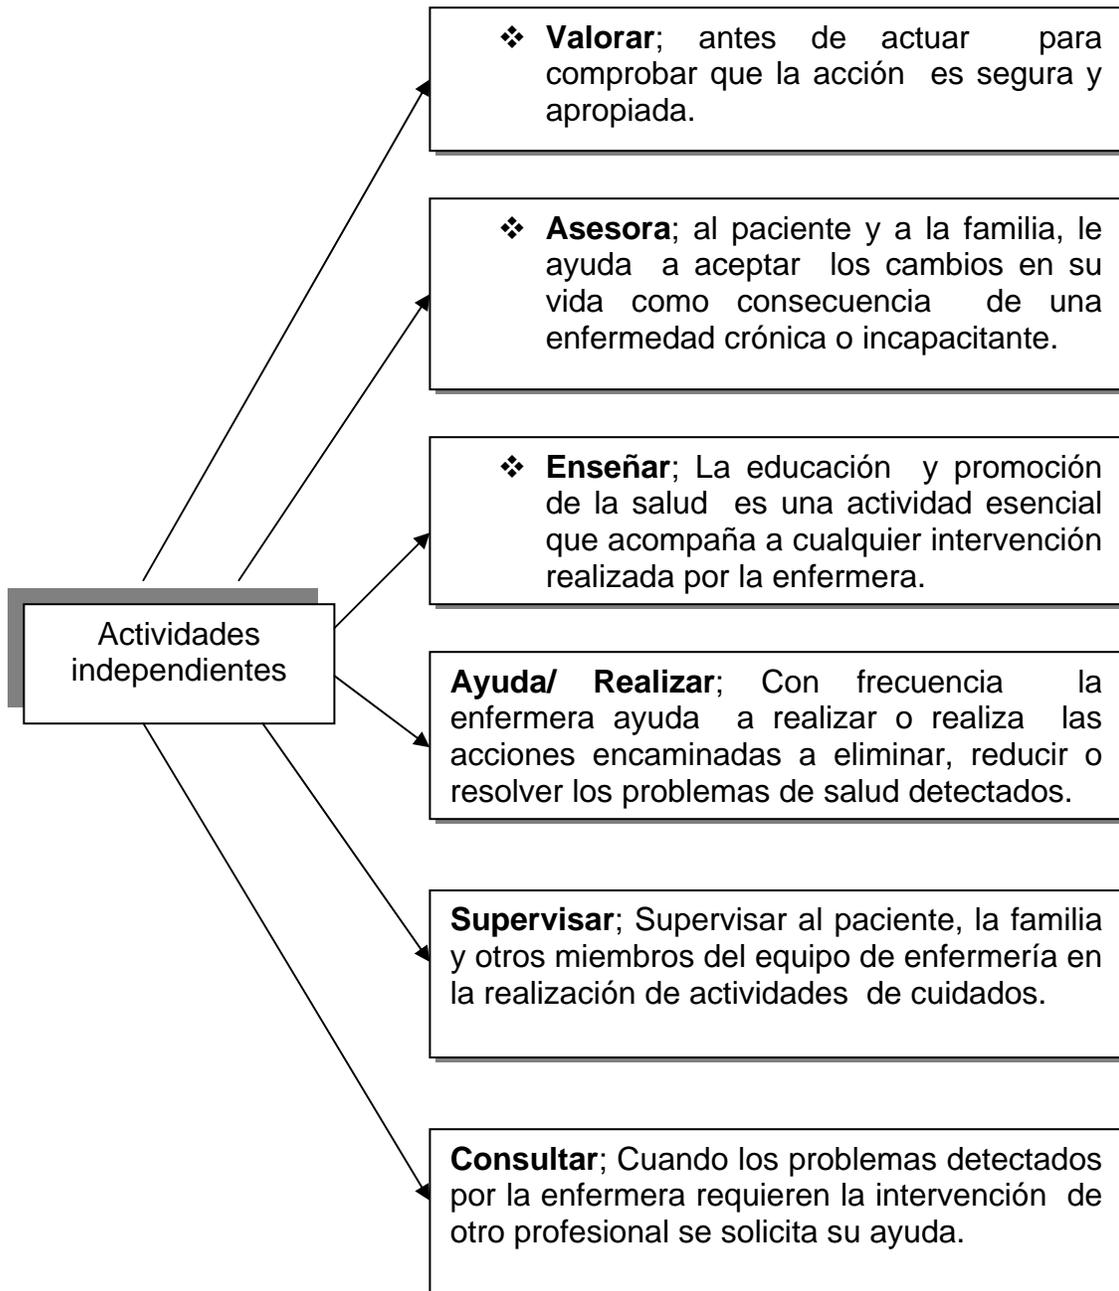 ❖ Valorar; antes de actuar para
comprobar que la acción es segura y
apropiada.
❖ Asesora; al paciente y a la familia, le
ayuda a aceptar los cambios en su
vida como consecuencia de una
enfermedad crónica o incapacitante.
❖ Enseñar; La educación y promoción
de la salud es una actividad esencial
que acompaña a cualquier intervención
realizada por la enfermera.
Actividades
independientes
Ayuda/ Realizar; Con frecuencia la
enfermera ayuda a realizar o realiza las
acciones encaminadas a eliminar, reducir o
resolver los problemas de salud detectados.
Supervisar; Supervisar al paciente, la familia
y otros miembros del equipo de enfermería en
la realización de actividades de cuidados.
Consultar; Cuando los problemas detectados
por la enfermera requieren la intervención de
otro profesional se solicita su ayuda.